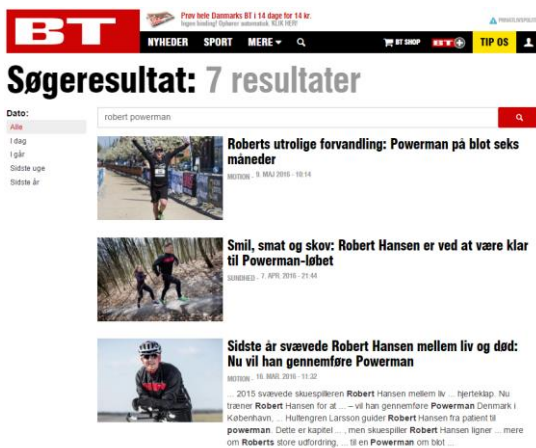 BT
Prøv hele Danmarks BT i 14 dage for 14 kr.
Ingen binding! Ophører automatisk. KLIK HER!
PRIVATLIVSPOLITI
NYHEDER SPORT MERE BT SHOP BT TIP OS
Søgeresultat: 7 resultater
Dato:
Alle
I dag
I går
Sidste uge
Sidste år
robert powerman
Roberts utrolige forvandling: Powerman på blot seks
måneder
MOTION - 9. MAJ 2016 - 10:14
Smil, smat og skov: Robert Hansen er ved at være klar
til Powerman-løbet
SUNDHED - 7. APR. 2016 - 21:44
Sidste år svævede Robert Hansen mellem liv og død:
Nu vil han gennemføre Powerman
MOTION - 16. MAR. 2016 - 11:32
... 2015 svævede skuespilleren Robert Hansen mellem liv ... hjerteklap. Nu
træner Robert Hansen for at ... – vil han gennemføre Powerman Denmark i
København, ... Hultengren Larsson guider Robert Hansen fra patient til
powerman. Dette er kapitel ... , men skuespiller Robert Hansen ligner ... mere
om Roberts store udfordring, ... til en Powerman om blot ...